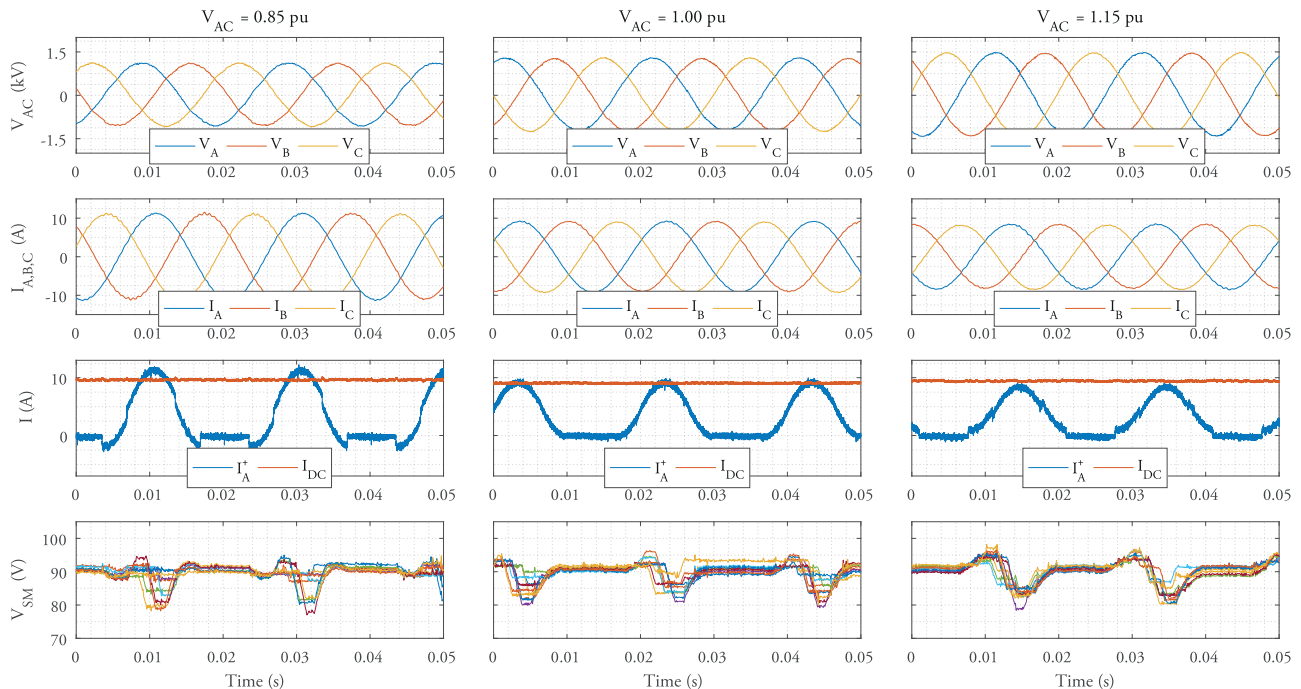 V_AC = 0.85 pu
V_AC = 1.00 pu
V_AC = 1.15 pu
V_AC (kV)
1.5
0
-1.5
V_A V_B V_C
0 0.01 0.02 0.03 0.04 0.05
V_A V_B V_C
0 0.01 0.02 0.03 0.04 0.05
V_A V_B V_C
0 0.01 0.02 0.03 0.04 0.05
I_A,B,C (A)
10
0
-10
I_A I_B I_C
0 0.01 0.02 0.03 0.04 0.05
I_A I_B I_C
0 0.01 0.02 0.03 0.04 0.05
I_A I_B I_C
0 0.01 0.02 0.03 0.04 0.05
I (A)
10
0
I_A^+ I_DC
0 0.01 0.02 0.03 0.04 0.05
I_A^+ I_DC
0 0.01 0.02 0.03 0.04 0.05
I_A^+ I_DC
0 0.01 0.02 0.03 0.04 0.05
V_SM (V)
100
90
80
70
0 0.01 0.02 0.03 0.04 0.05
Time (s)
0 0.01 0.02 0.03 0.04 0.05
Time (s)
0 0.01 0.02 0.03 0.04 0.05
Time (s)